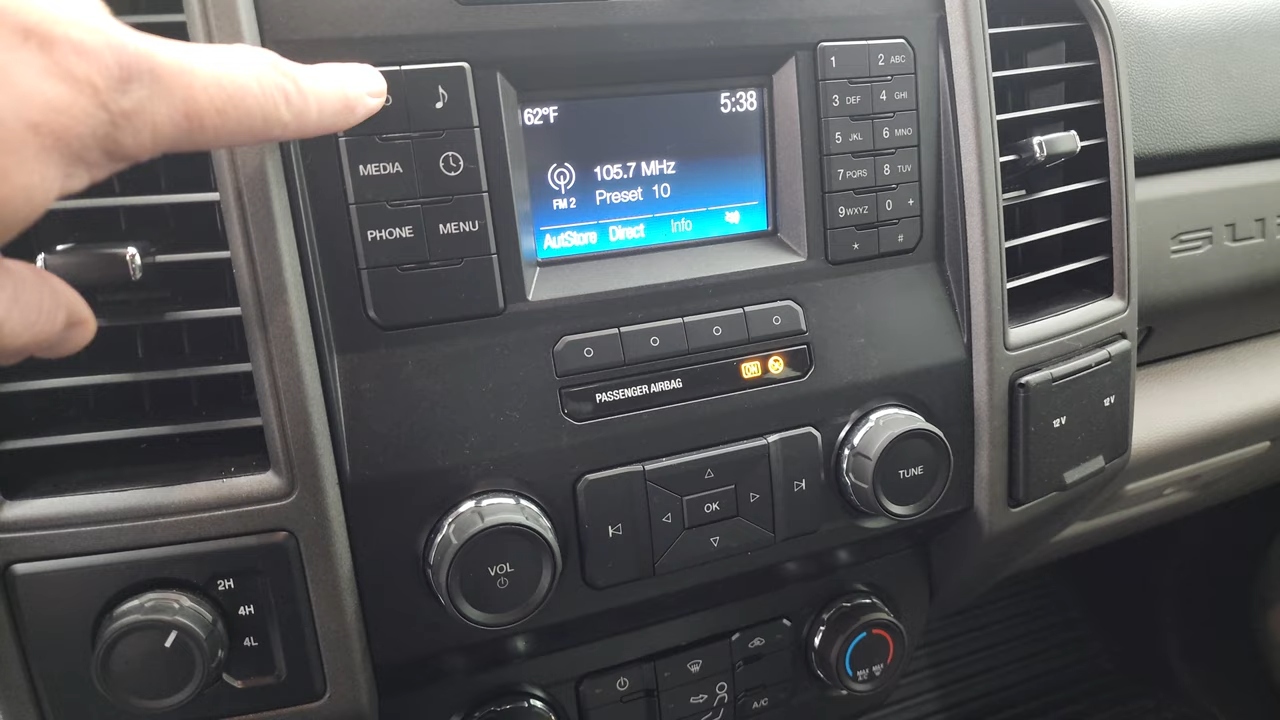 62°F
5:38
105.7 MHz
FM 2
Preset 10
AutStore Direct Info
MEDIA
PHONE
MENU
1
2 ABC
3 DEF
4 GHI
5 JKL
6 MNO
7 PQRS
8 TUV
9 WXYZ
0 +
*
#
PASSENGER AIRBAG
ON
OK
TUNE
VOL
2H
4H
4L
12V
12V
MAX A/C
A/C